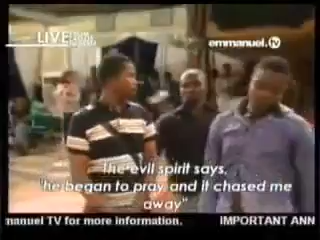 LIVE
emmanuel.tv
The evil spirit says,
"he began to pray and it chased me
away"
manuel TV for more information. IMPORTANT ANN